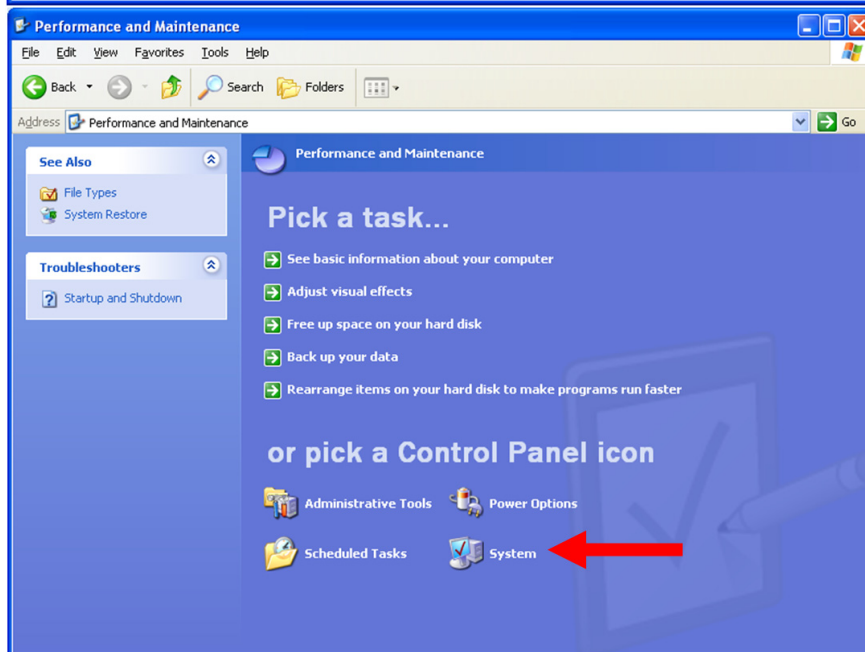 Performance and Maintenance
File Edit View Favorites Tools Help
Back Search Folders
Address Performance and Maintenance Go
See Also
File Types
System Restore
Troubleshooters
Startup and Shutdown
Performance and Maintenance
Pick a task...
See basic information about your computer
Adjust visual effects
Free up space on your hard disk
Back up your data
Rearrange items on your hard disk to make programs run faster
or pick a Control Panel icon
Administrative Tools Power Options
Scheduled Tasks System